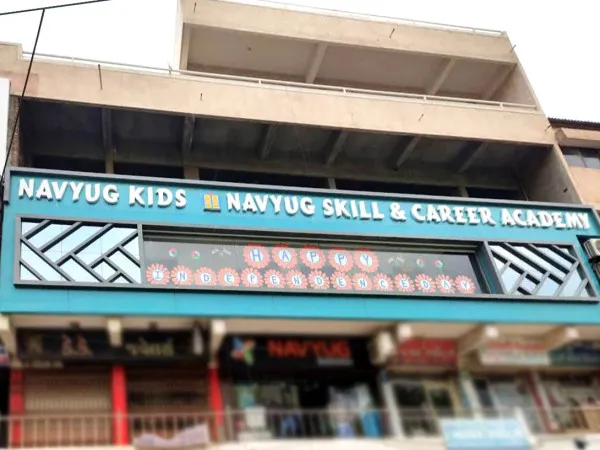 NAVYUG KIDS NAVYUG SKILL & CAREER ACADEMY
HAPPY
INDEPENDENCE DAY
NAVYUG